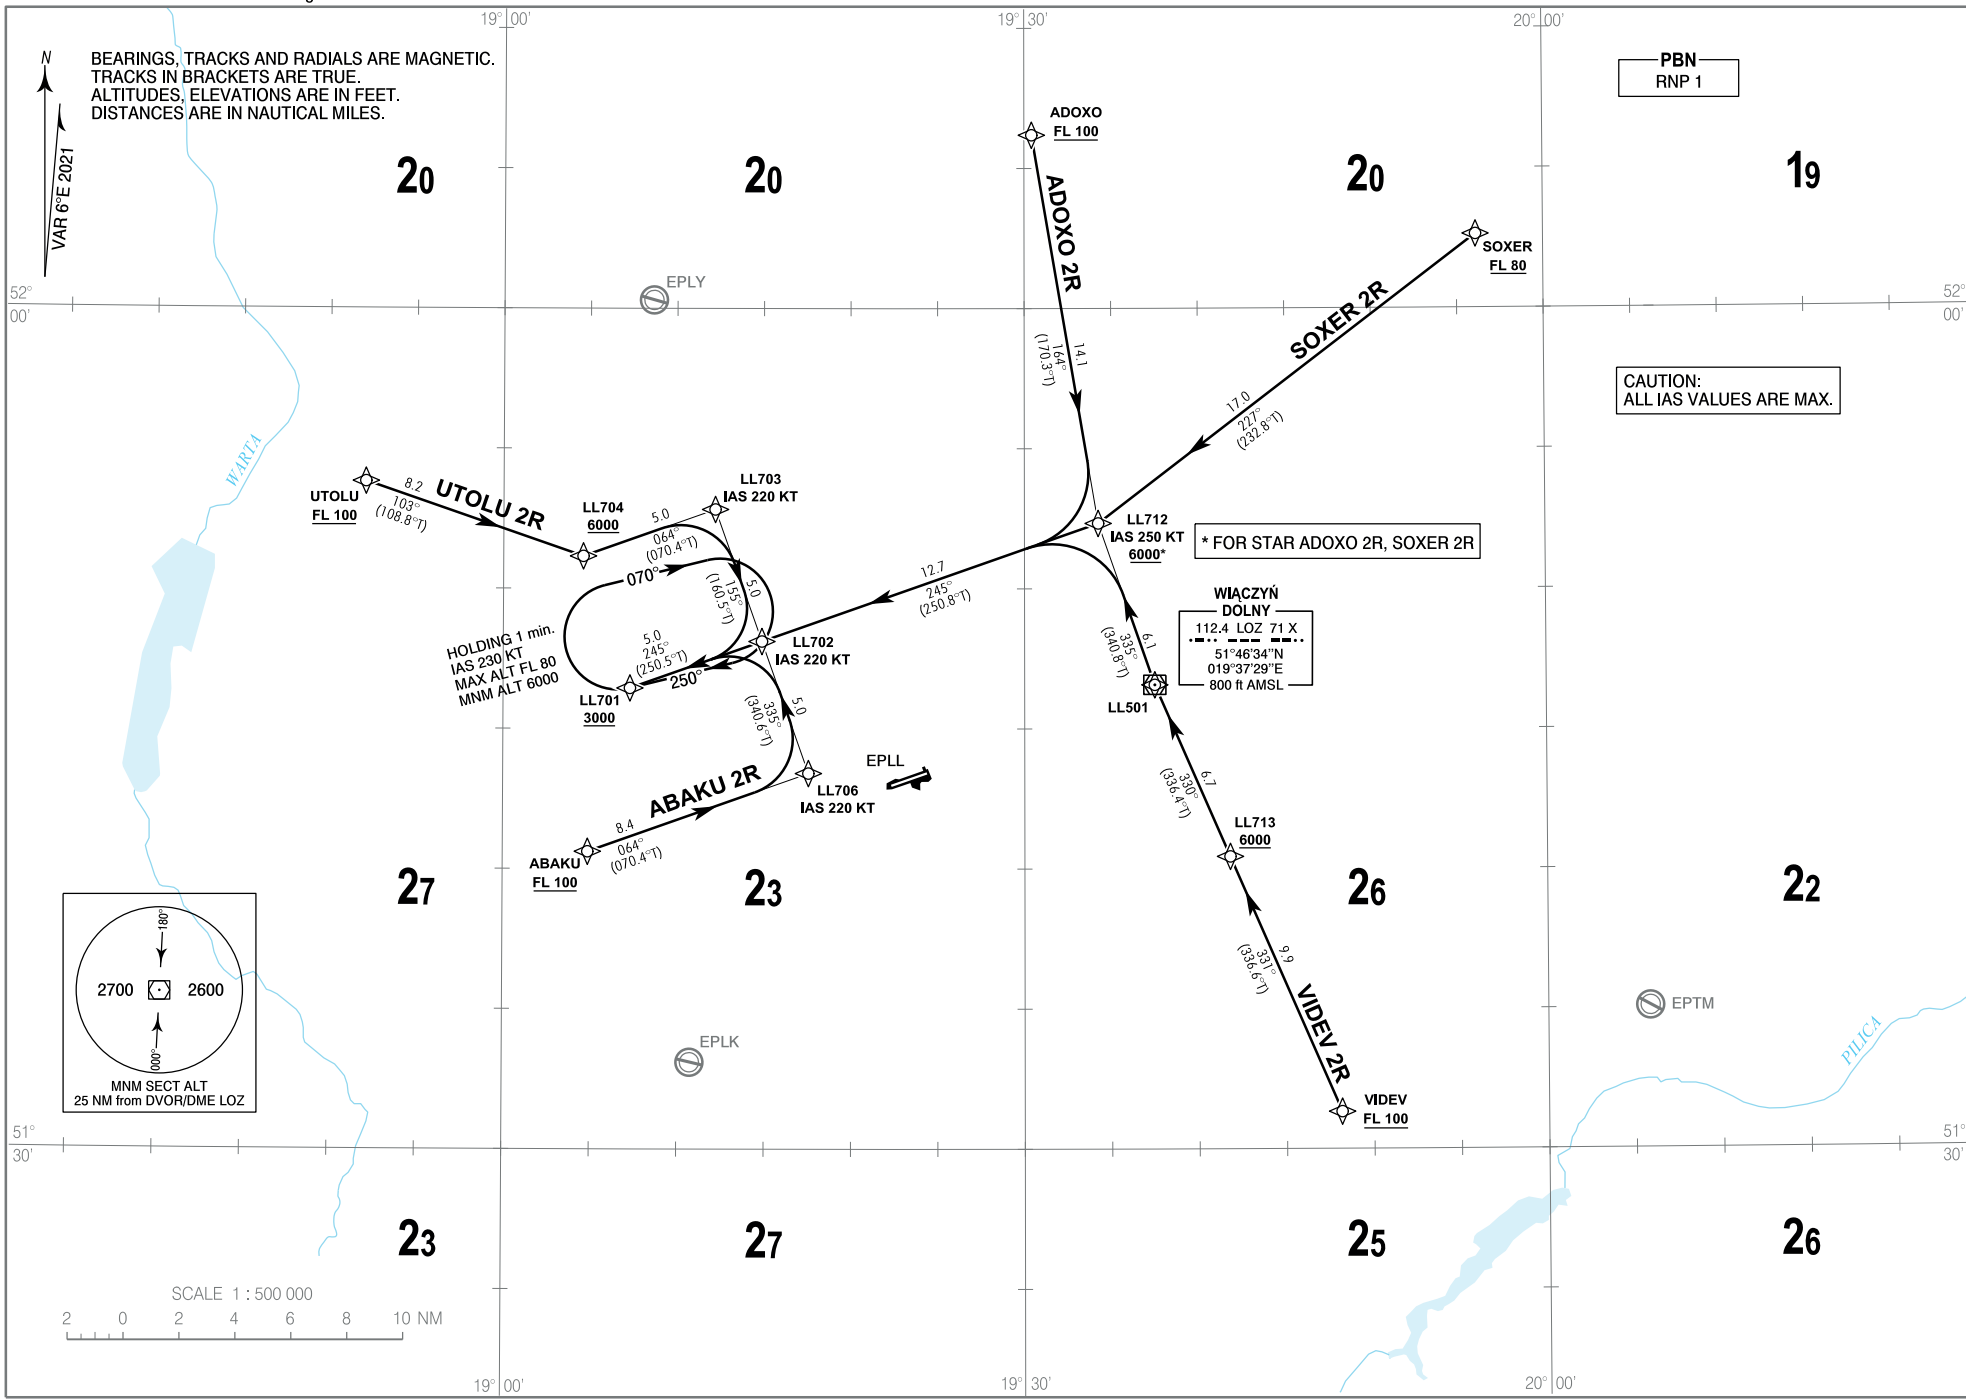 19° 00'
19° 30'
20° 00'
N
VAR 6°E 2021
BEARINGS, TRACKS AND RADIALS ARE MAGNETIC.
TRACKS IN BRACKETS ARE TRUE.
ALTITUDES, ELEVATIONS ARE IN FEET.
DISTANCES ARE IN NAUTICAL MILES.
PBN
RNP 1
ADOXO
FL 100
20
20
20
19
ADOXO 2R
SOXER
FL 80
EPLY
52°
00'
52°
00'
SOXER 2R
14.1
164°
(170.3°T)
CAUTION:
ALL IAS VALUES ARE MAX.
17.0
227°
(232.8°T)
WARTA
UTOLU
FL 100
8.2
103°
(108.8°T)
UTOLU 2R
LL704
6000
LL703
IAS 220 KT
5.0
064°
(070.4°T)
LL712
IAS 250 KT
6000*
* FOR STAR ADOXO 2R, SOXER 2R
070°
5.0
155°
(160.5°T)
12.7
245°
(250.8°T)
WIĄCZYŃ
DOLNY
112.4 LOZ 71 X
51°46'34"N
019°37'29"E
800 ft AMSL
HOLDING 1 min.
IAS 230 KT
MAX ALT FL 80
MNM ALT 6000
5.0
245°
(250.5°T)
250°
LL702
IAS 220 KT
6.1
335°
(340.8°T)
LL701
3000
LL501
5.0
335°
(340.6°T)
EPLL
ABAKU 2R
LL706
IAS 220 KT
6.7
330°
(336.4°T)
8.4
064°
(070.4°T)
ABAKU
FL 100
LL713
6000
27
23
26
22
180°
2700
2600
000°
MNM SECT ALT
25 NM from DVOR/DME LOZ
9.9
331°
(336.6°T)
VIDEV 2R
EPTM
EPLK
PILICA
VIDEV
FL 100
51°
30'
51°
30'
23
27
25
26
SCALE 1 : 500 000
2 0 2 4 6 8 10 NM
19° 00'
19° 30'
20° 00'